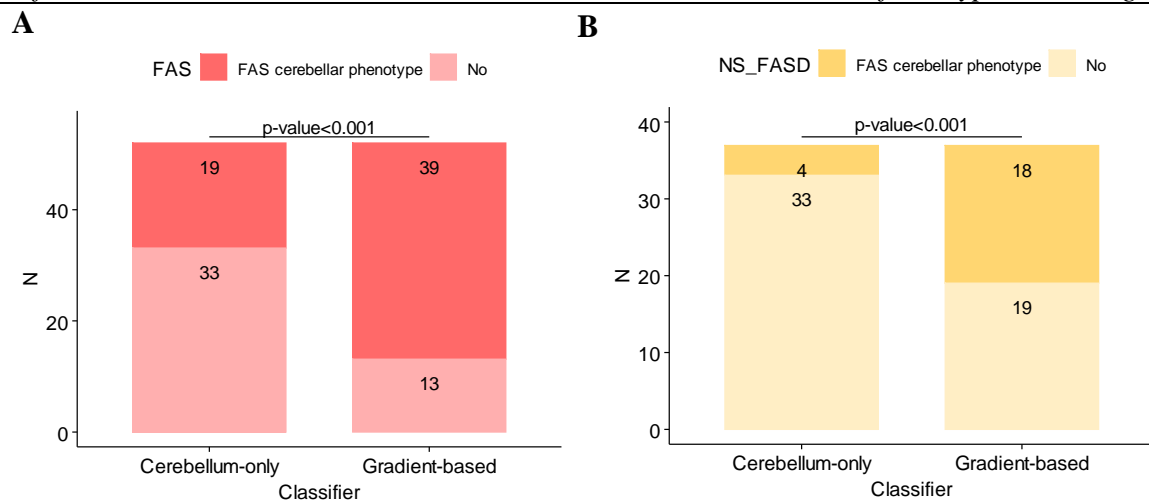 A
FAS FAS cerebellar phenotype No
p-value<0.001
19 39
40
33
N
20
13
0
Cerebellum-only Gradient-based
Classifier
B
NS_FASD FAS cerebellar phenotype No
40
p-value<0.001
4 18
30
33
N
20
19
10
0
Cerebellum-only Gradient-based
Classifier